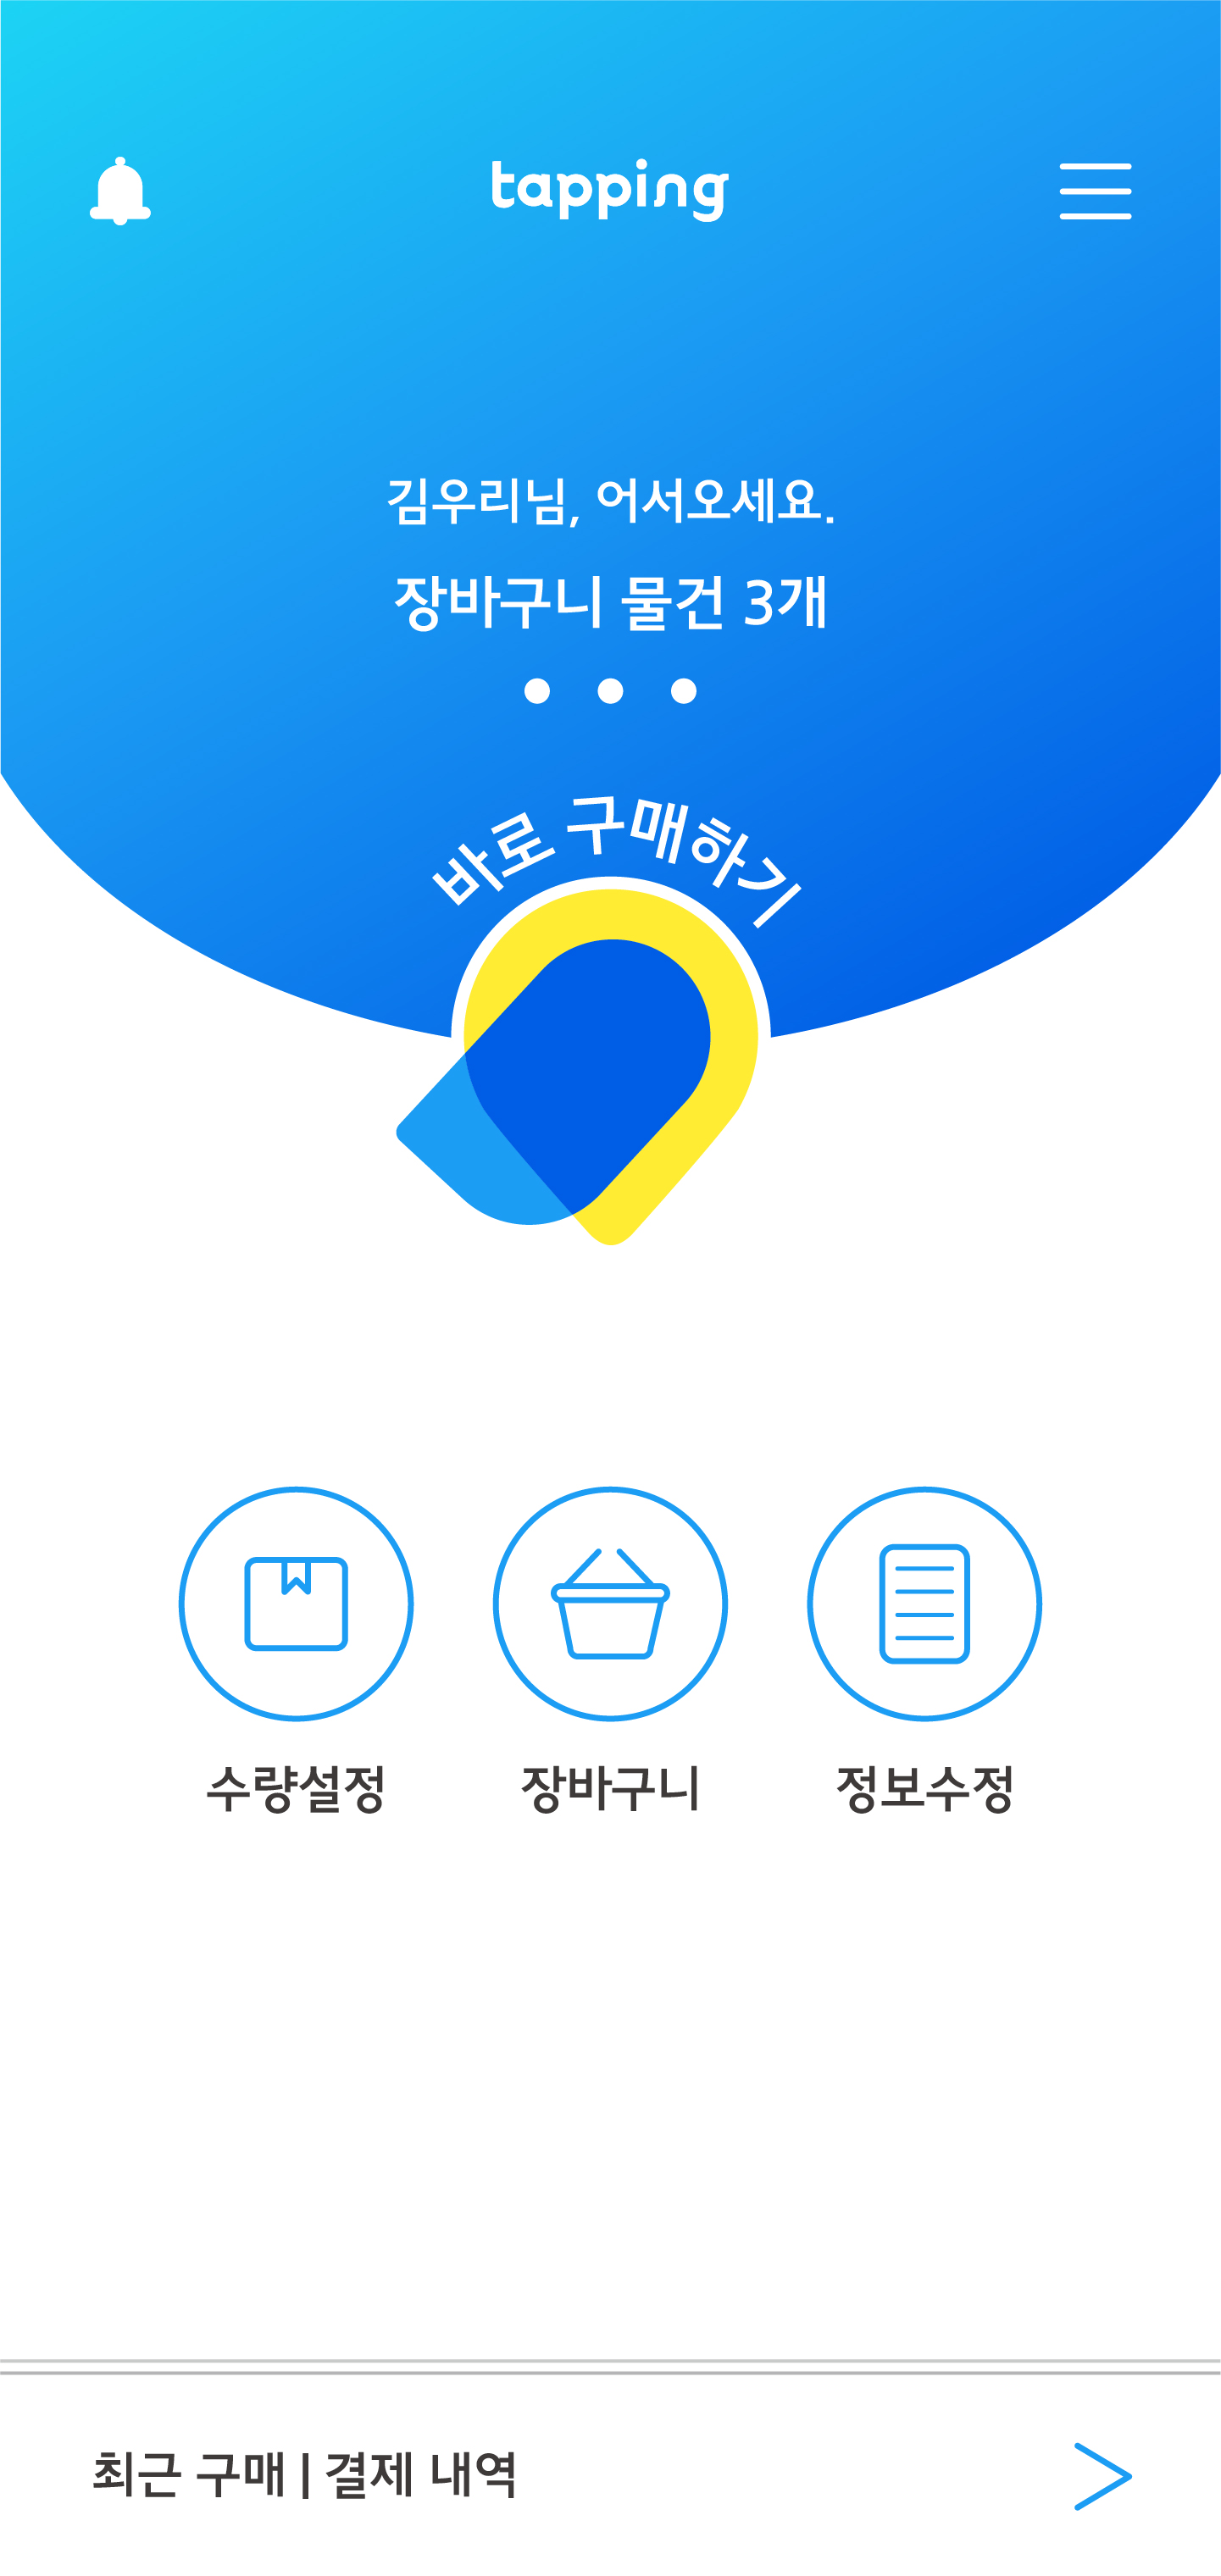 tapping
김우리님, 어서오세요.
장바구니 물건 3개
바로 구매하기
수량설정
장바구니
정보수정
최근 구매 | 결제 내역